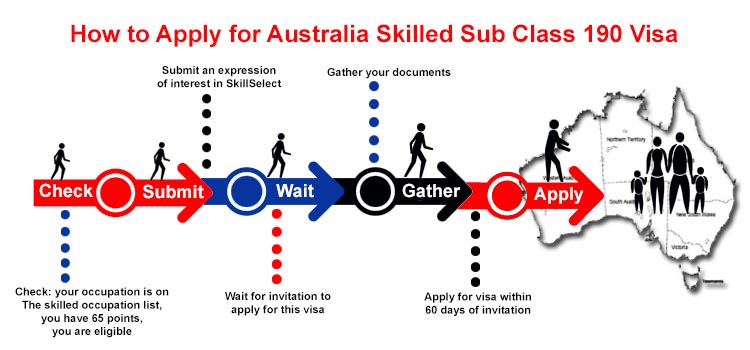 How to Apply for Australia Skilled Sub Class 190 Visa
Submit an expression
of interest in SkillSelect
Gather your documents
Check
Submit
Wait
Gather
Apply
Check: your occupation is on
The skilled occupation list,
you have 65 points,
you are eligible
Wait for invitation to
apply for this visa
Apply for visa within
60 days of invitation
Northern Territory
South Aus
New South Wales
Victoria